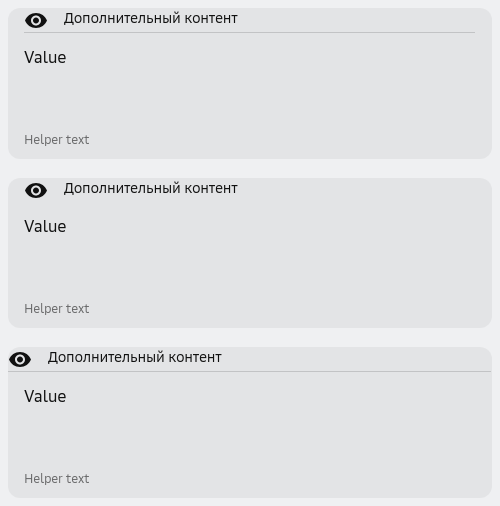 Дополнительный контент
Value
Helper text
Дополнительный контент
Value
Helper text
Дополнительный контент
Value
Helper text